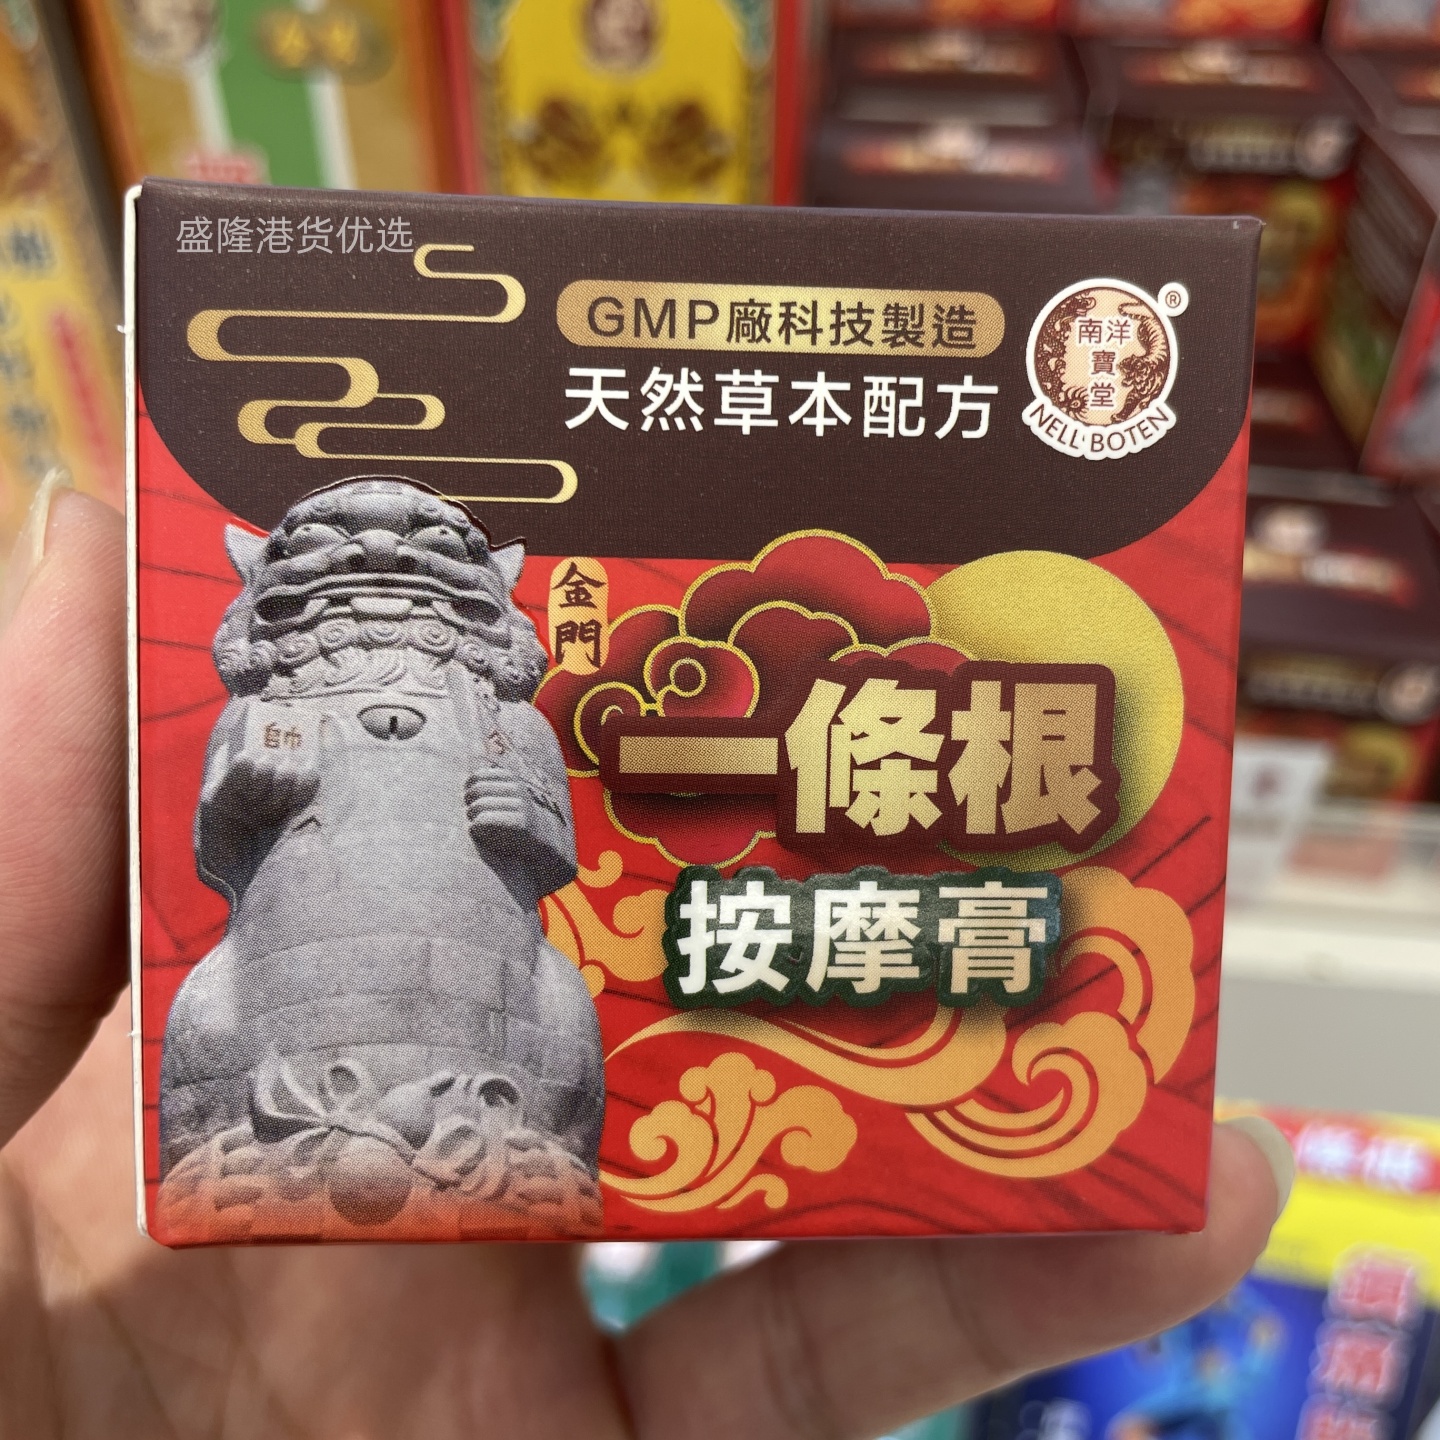 盛隆港货优选
GMP廠科技製造
天然草本配方
®
南洋
寶
堂
NELL BOTEN
金門
帥
一條根
按摩膏